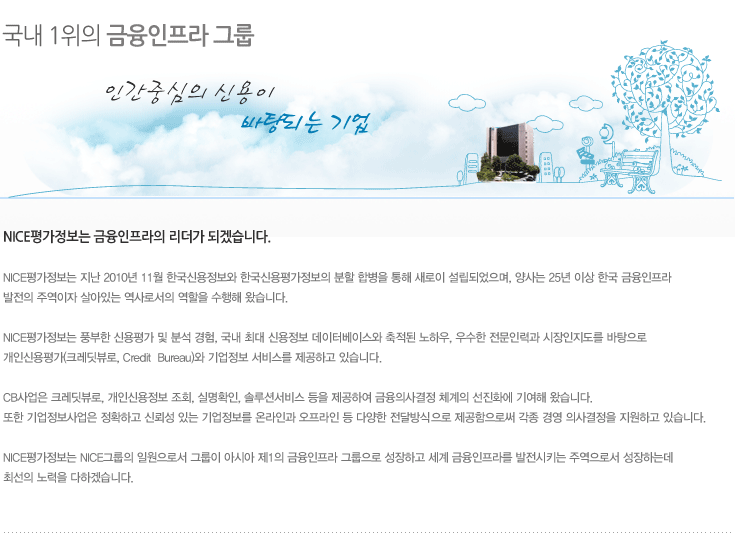 국내 1위의 금융인프라 그룹
인간중심의 신용이
바탕되는 기업
NICE평가정보는 금융인프라의 리더가 되겠습니다.
NICE평가정보는 지난 2010년 11월 한국신용정보와 한국신용평가정보의 분할 합병을 통해 새로이 설립되었으며, 양사는 25년 이상 한국 금융인프라
발전의 주역이자 살아있는 역사로서의 역할을 수행해 왔습니다.
NICE평가정보는 풍부한 신용평가 및 분석 경험, 국내 최대 신용정보 데이터베이스와 축적된 노하우, 우수한 전문인력과 시장인지도를 바탕으로
개인신용평가(크레딧뷰로, Credit Bureau)와 기업정보 서비스를 제공하고 있습니다.
CB사업은 크레딧뷰로, 개인신용정보 조회, 실명확인, 솔루션서비스 등을 제공하여 금융의사결정 체계의 선진화에 기여해 왔습니다.
또한 기업정보사업은 정확하고 신뢰성 있는 기업정보를 온라인과 오프라인 등 다양한 전달방식으로 제공함으로써 각종 경영 의사결정을 지원하고 있습니다.
NICE평가정보는 NICE그룹의 일원으로서 그룹이 아시아 제1의 금융인프라 그룹으로 성장하고 세계 금융인프라를 발전시키는 주역으로서 성장하는데
최선의 노력을 다하겠습니다.